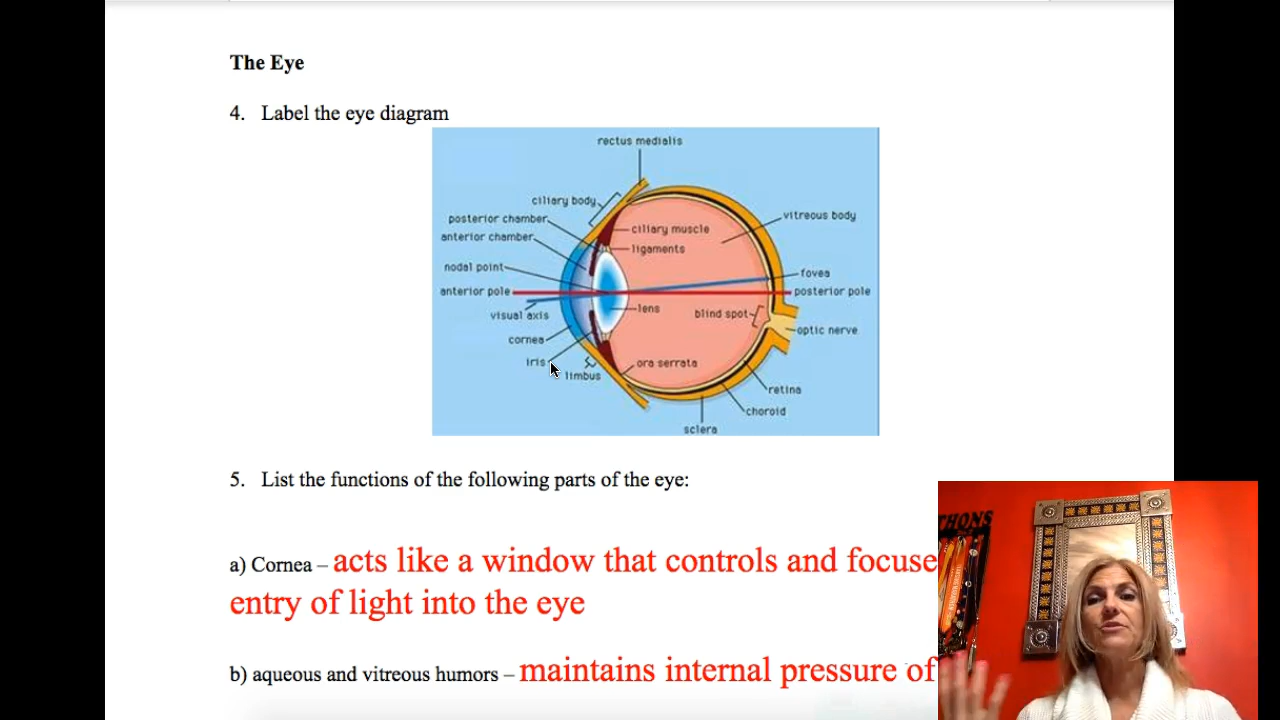 The Eye
4. Label the eye diagram
rectus medialis
ciliary body
posterior chamber
anterior chamber
nodal point
anterior pole
visual axis
cornea
iris
limbus
ciliary muscle
ligaments
lens
ora serrata
blind spot
vitreous body
fovea
posterior pole
optic nerve
retina
choroid
sclera
5. List the functions of the following parts of the eye:
a) Cornea – acts like a window that controls and focuse
entry of light into the eye
b) aqueous and vitreous humors – maintains internal pressure of
THONS